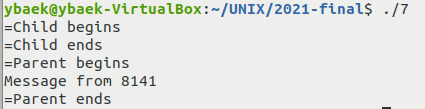 ybaek@ybaek-VirtualBox:~/UNIX/2021-final$ ./7
=Child begins
=Child ends
=Parent begins
Message from 8141
=Parent ends